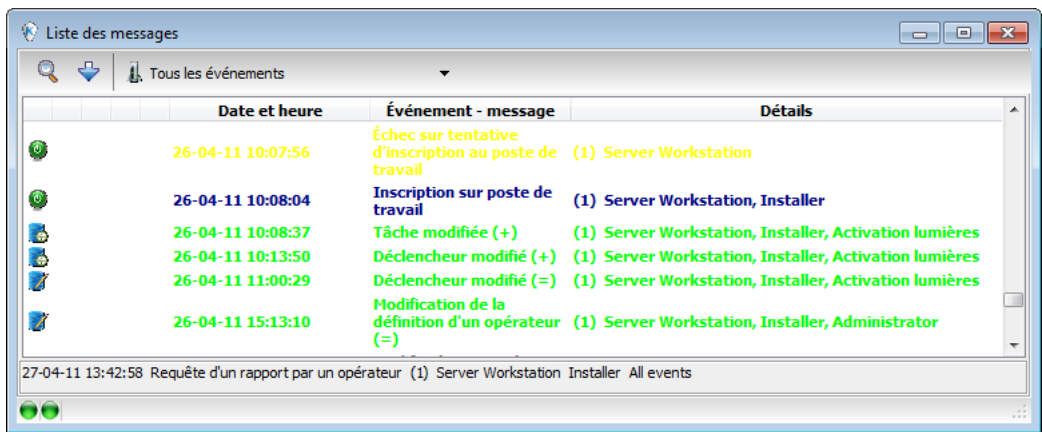 Liste des messages
Tous les événements
Date et heure Événement - message Détails
Échec sur tentative
26-04-11 10:07:56 d'inscription au poste de (1) Server Workstation
travail
Inscription sur poste de
26-04-11 10:08:04 travail (1) Server Workstation, Installer
26-04-11 10:08:37 Tâche modifiée (+) (1) Server Workstation, Installer, Activation lumières
26-04-11 10:13:50 Déclencheur modifié (+) (1) Server Workstation, Installer, Activation lumières
26-04-11 11:00:29 Déclencheur modifié (=) (1) Server Workstation, Installer, Activation lumières
Modification de la
26-04-11 15:13:10 définition d'un opérateur (1) Server Workstation, Installer, Administrator
(=)
27-04-11 13:42:58 Requête d'un rapport par un opérateur (1) Server Workstation Installer All events